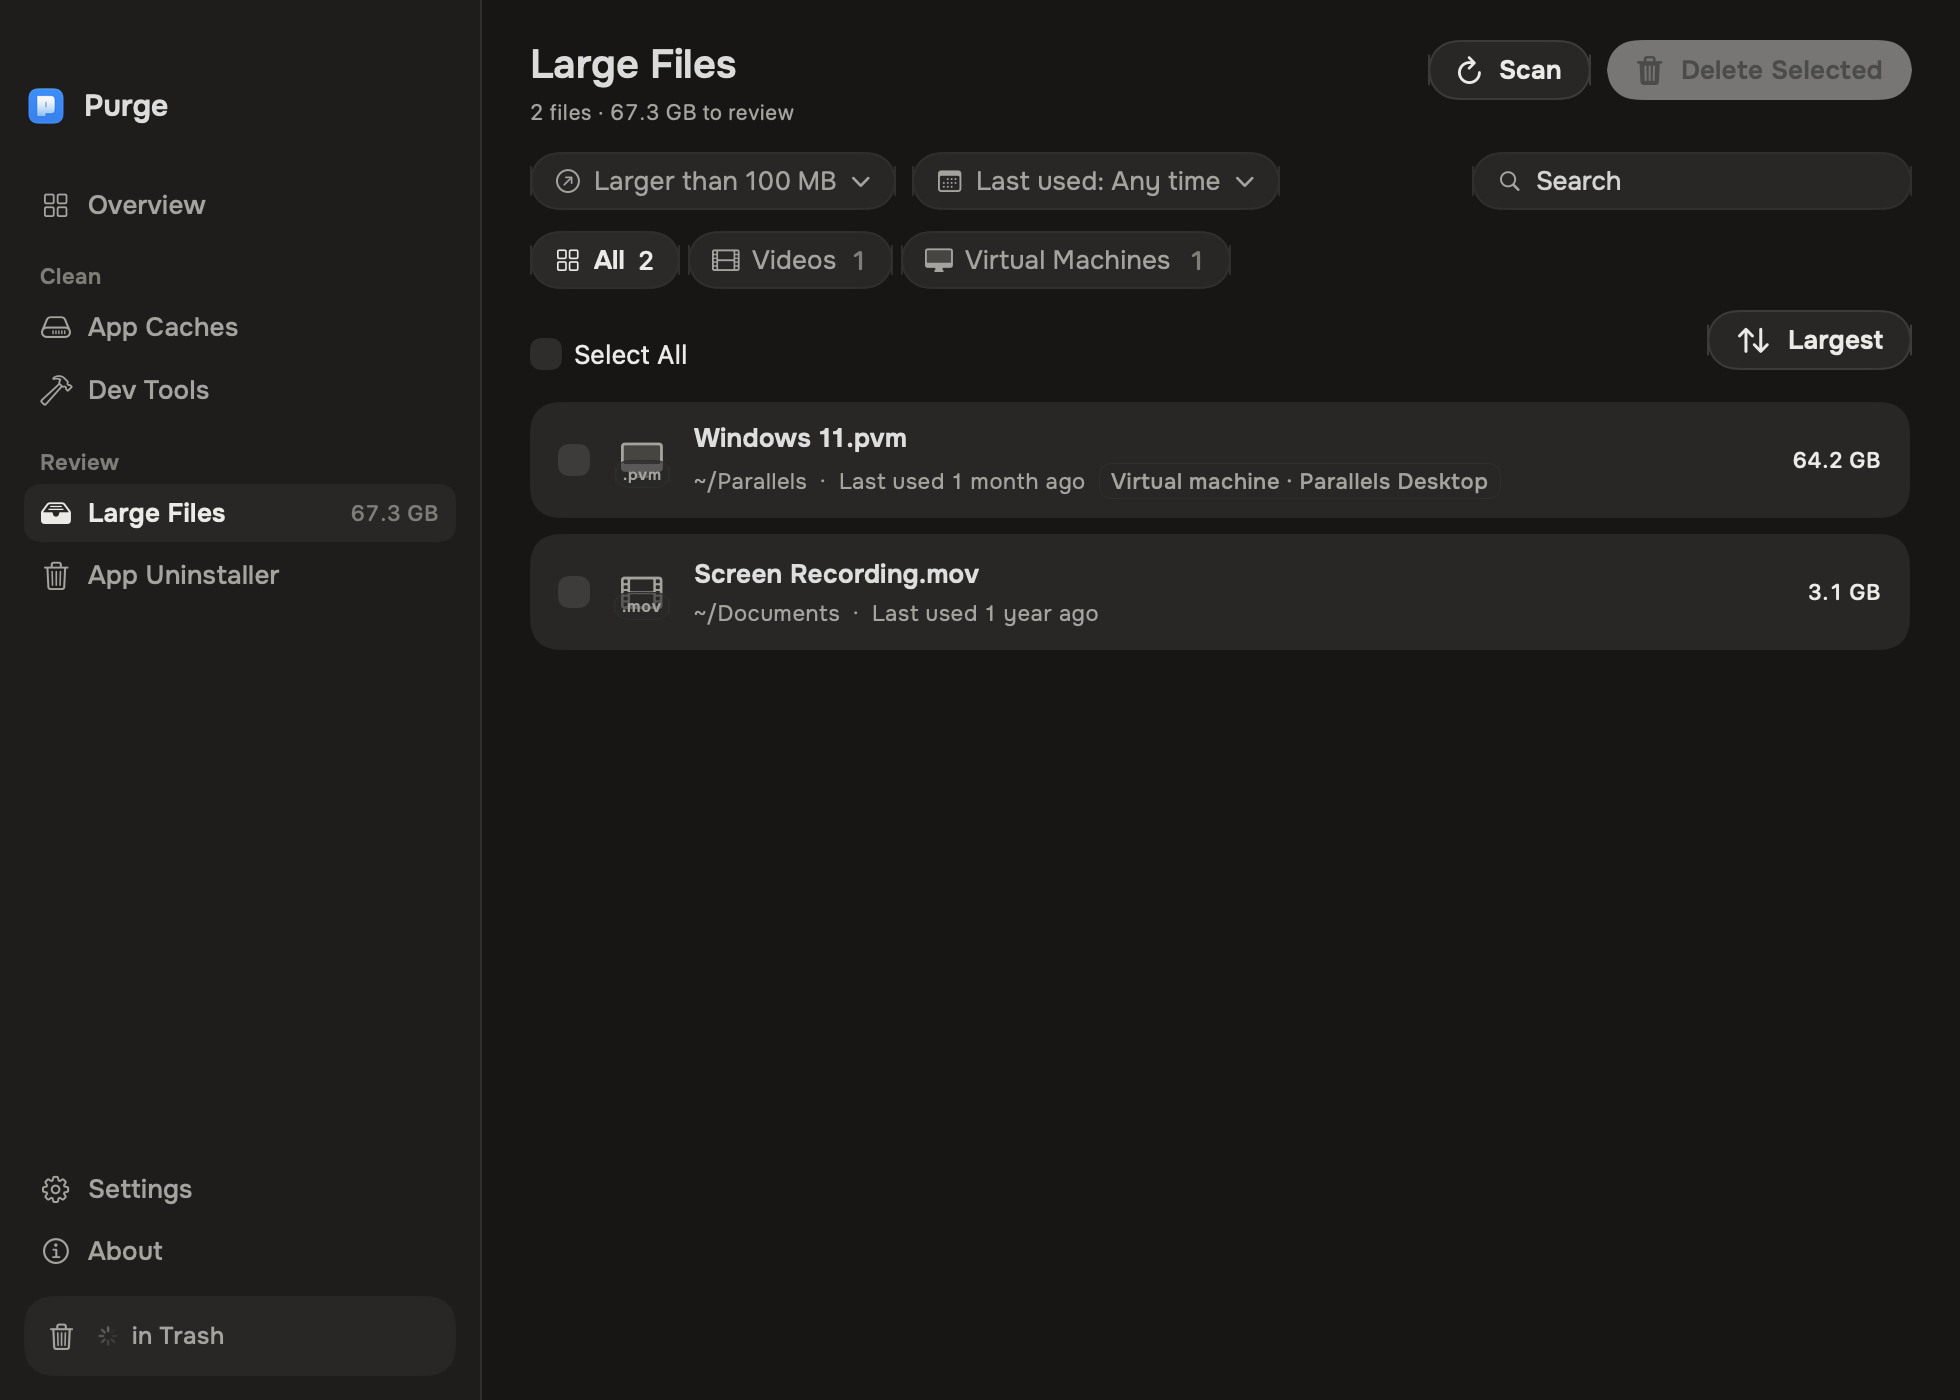 Purge
Overview
Clean
App Caches
Dev Tools
Review
Large Files 67.3 GB
App Uninstaller
Settings
About
in Trash
Large Files
2 files · 67.3 GB to review
Scan
Delete Selected
Larger than 100 MB
Last used: Any time
Search
All 2
Videos 1
Virtual Machines 1
Select All
Largest
Windows 11.pvm
.pvm
~/Parallels · Last used 1 month ago Virtual machine · Parallels Desktop
64.2 GB
Screen Recording.mov
.mov
~/Documents · Last used 1 year ago
3.1 GB